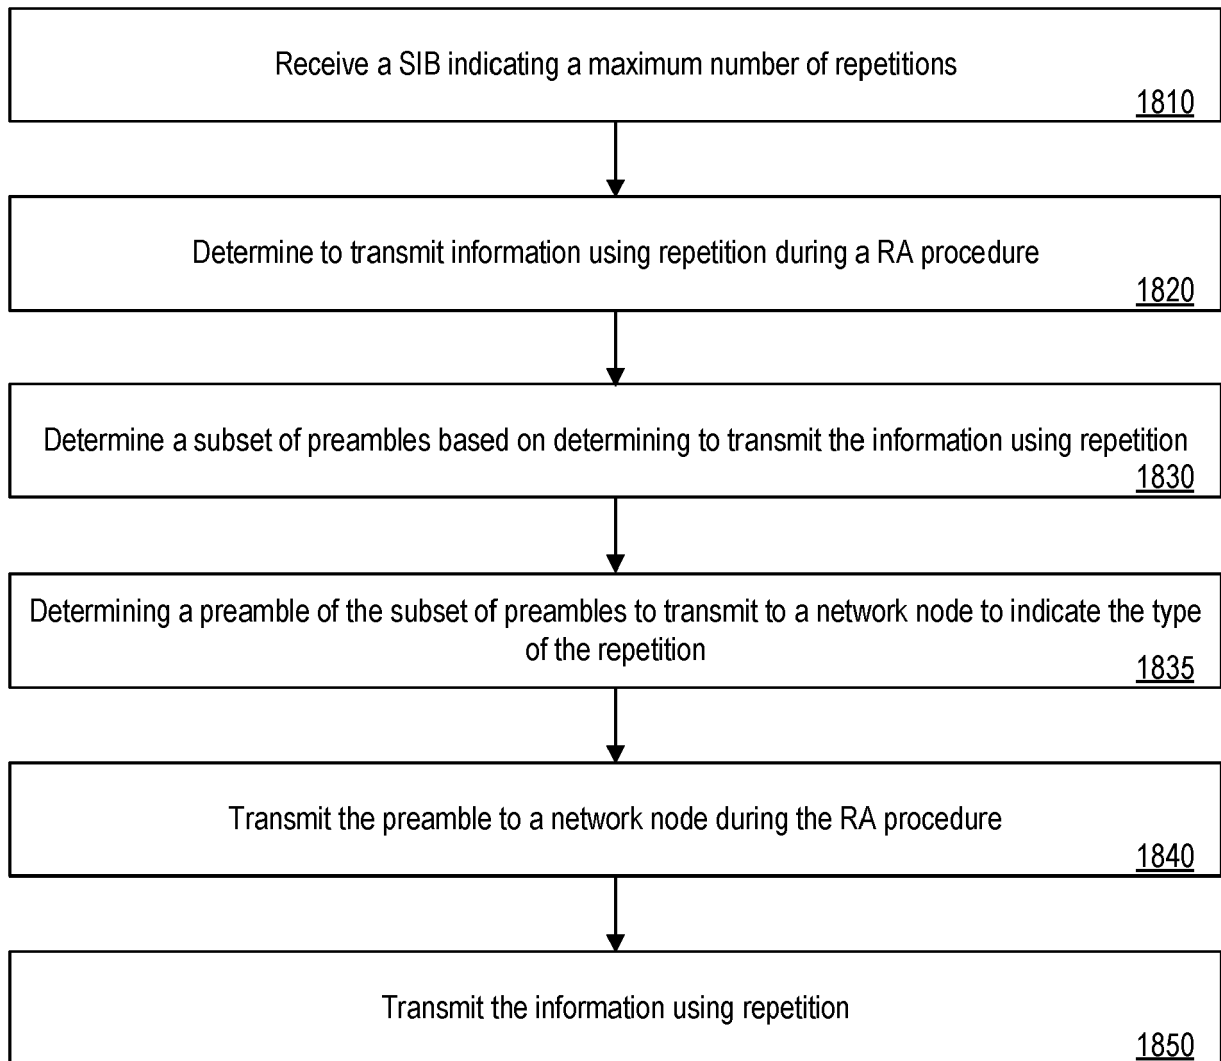 Receive a SIB indicating a maximum number of repetitions
1810
Determine to transmit information using repetition during a RA procedure
1820
Determine a subset of preambles based on determining to transmit the information using repetition
1830
Determining a preamble of the subset of preambles to transmit to a network node to indicate the type
of the repetition
1835
Transmit the preamble to a network node during the RA procedure
1840
Transmit the information using repetition
1850